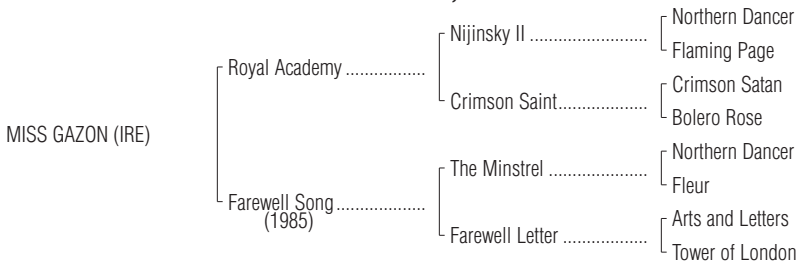 Northern Dancer
Nijinsky II ..........................
Flaming Page
Royal Academy .................
Crimson Satan
Crimson Saint....................
Bolero Rose
MISS GAZON (IRE)
Northern Dancer
The Minstrel ......................
Fleur
Farewell Song....................
(1985)
Arts and Letters
Farewell Letter ...................
Tower of London